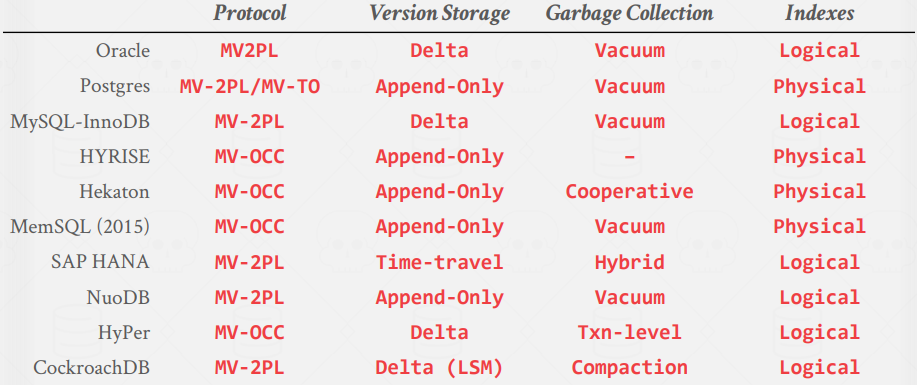 Protocol Version Storage Garbage Collection Indexes
Oracle MV2PL Delta Vacuum Logical
Postgres MV-2PL/MV-TO Append-Only Vacuum Physical
MySQL-InnoDB MV-2PL Delta Vacuum Logical
HYRISE MV-OCC Append-Only – Physical
Hekaton MV-OCC Append-Only Cooperative Physical
MemSQL (2015) MV-OCC Append-Only Vacuum Physical
SAP HANA MV-2PL Time-travel Hybrid Logical
NuoDB MV-2PL Append-Only Vacuum Logical
HyPer MV-OCC Delta Txn-level Logical
CockroachDB MV-2PL Delta (LSM) Compaction Logical